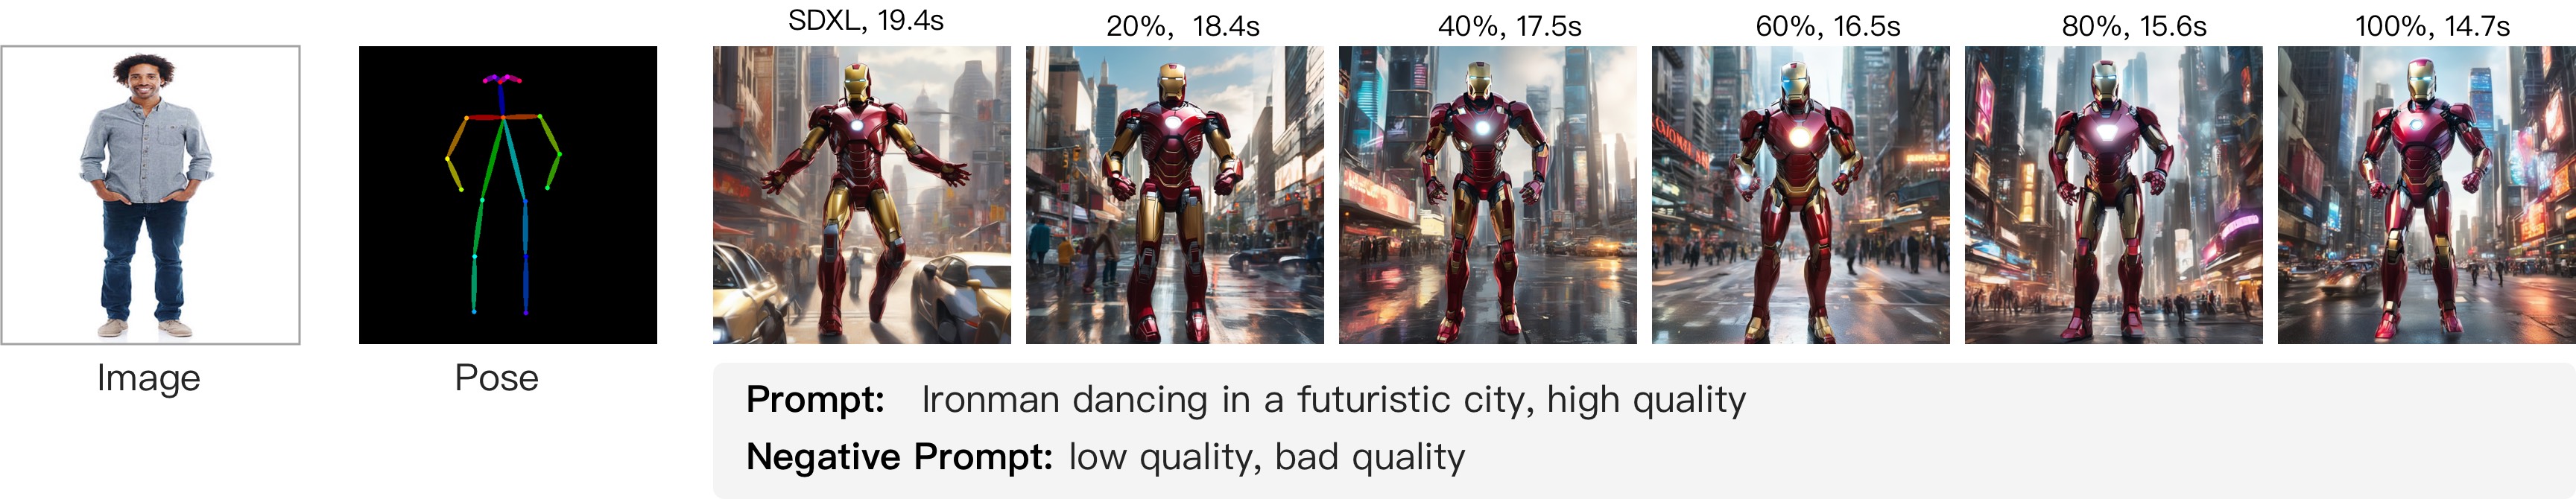 SDXL, 19.4s
20%, 18.4s
40%, 17.5s
60%, 16.5s
80%, 15.6s
100%, 14.7s
Image
Pose
Prompt: Ironman dancing in a futuristic city, high quality
Negative Prompt: low quality, bad quality